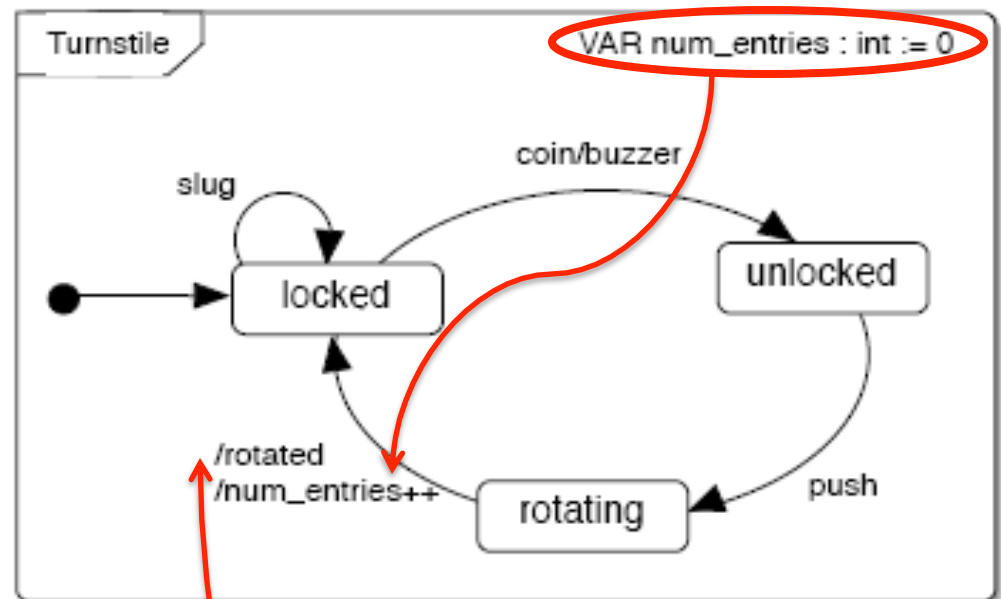 Turnstile
VAR num_entries : int := 0
coin/buzzer
slug
unlocked
locked
/rotated
/num_entries++
push
rotating